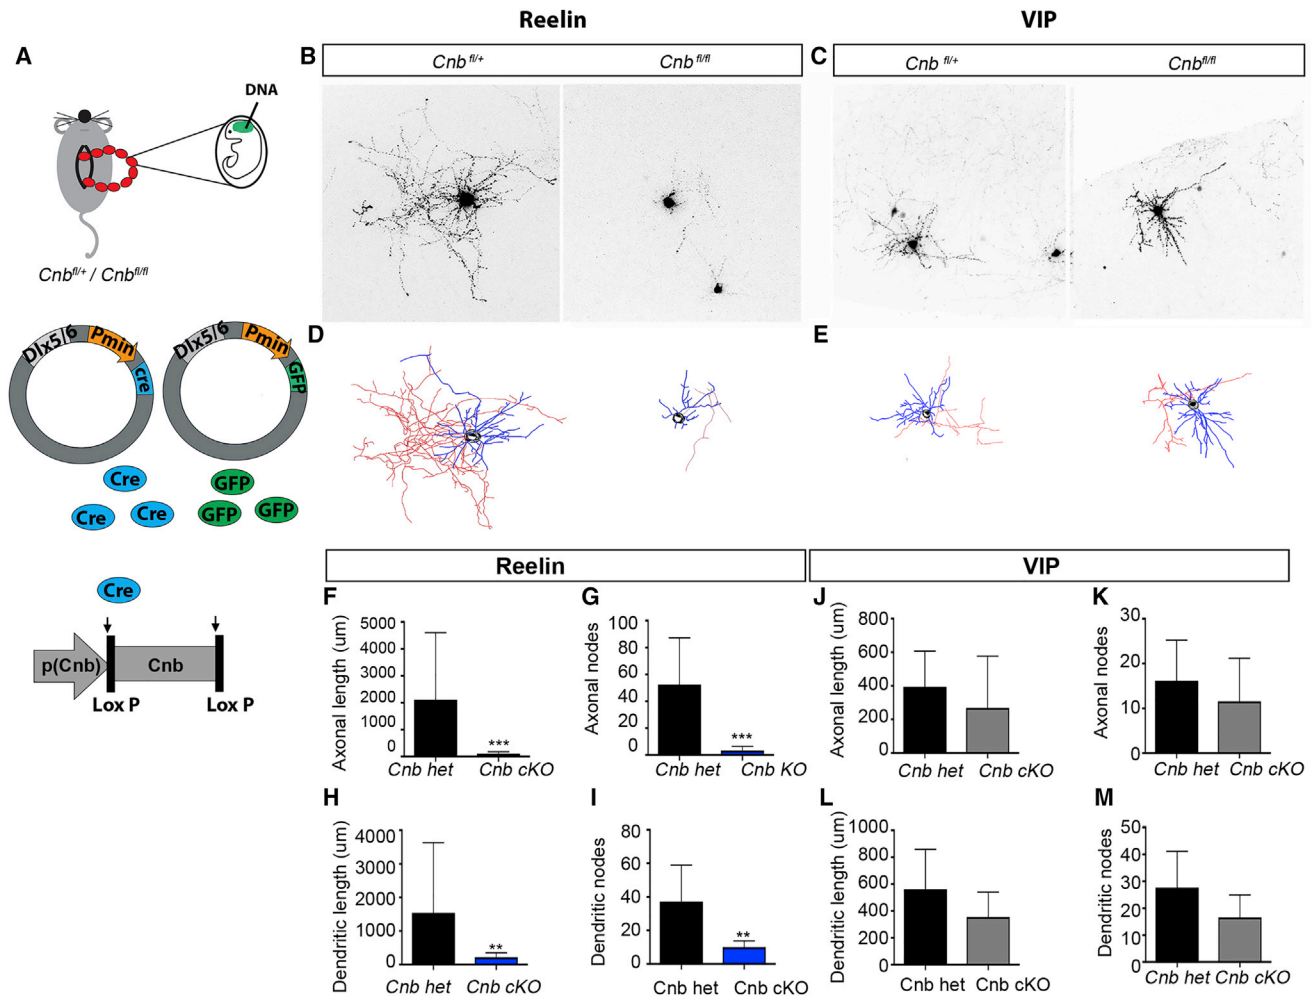 Reelin
VIP
A
DNA
Cnb fl/+ / Cnb fl/fl
B
Cnb fl/+
Cnb fl/fl
C
Cnb fl/+
Cnb fl/fl
Dlx5/6
Pmin
cre
Dlx5/6
Pmin
GFP
Cre
Cre
Cre
GFP
GFP
GFP
Cre
p(Cnb)
Cnb
Lox P
Lox P
D
E
Reelin
VIP
F
Axonal length (um)
5000
4000
3000
2000
1000
0
***
Cnb het
Cnb cKO
G
Axonal nodes
100
80
60
40
20
0
***
Cnb het
Cnb KO
J
Axonal length (um)
800
600
400
200
0
Cnb het
Cnb cKO
K
Axonal nodes
30
20
10
0
Cnb het
Cnb cKO
H
Dendritic length (um)
4000
3000
2000
1000
0
**
Cnb het
Cnb cKO
I
Dendritic nodes
80
60
40
20
0
**
Cnb het
Cnb cKO
L
Dendritic length (um)
1000
800
600
400
200
0
Cnb het
Cnb cKO
M
Dendritic nodes
50
40
30
20
10
0
Cnb het
Cnb cKO